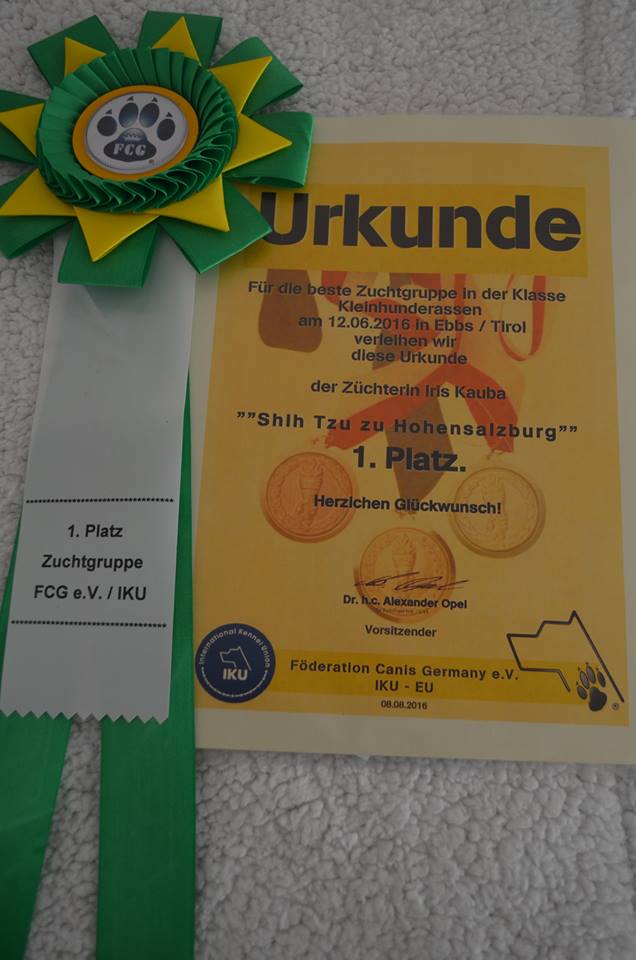 FCG
®
Urkunde
Für die beste Zuchtgruppe in der Klasse
Kleinhunderassen
am 12.06.2016 in Ebbs / Tirol
verleihen wir
diese Urkunde
der Züchterin Iris Kauba
””Shih Tzu zu Hohensalzburg””
1. Platz.
Herzichen Glückwunsch!
Dr. h.c. Alexander Opel
Vorsitzender
International Kennel Union
IKU
Föderation Canis Germany e.V.
IKU - EU
08.08.2016
®
1. Platz
Zuchtgruppe
FCG e.V. / IKU